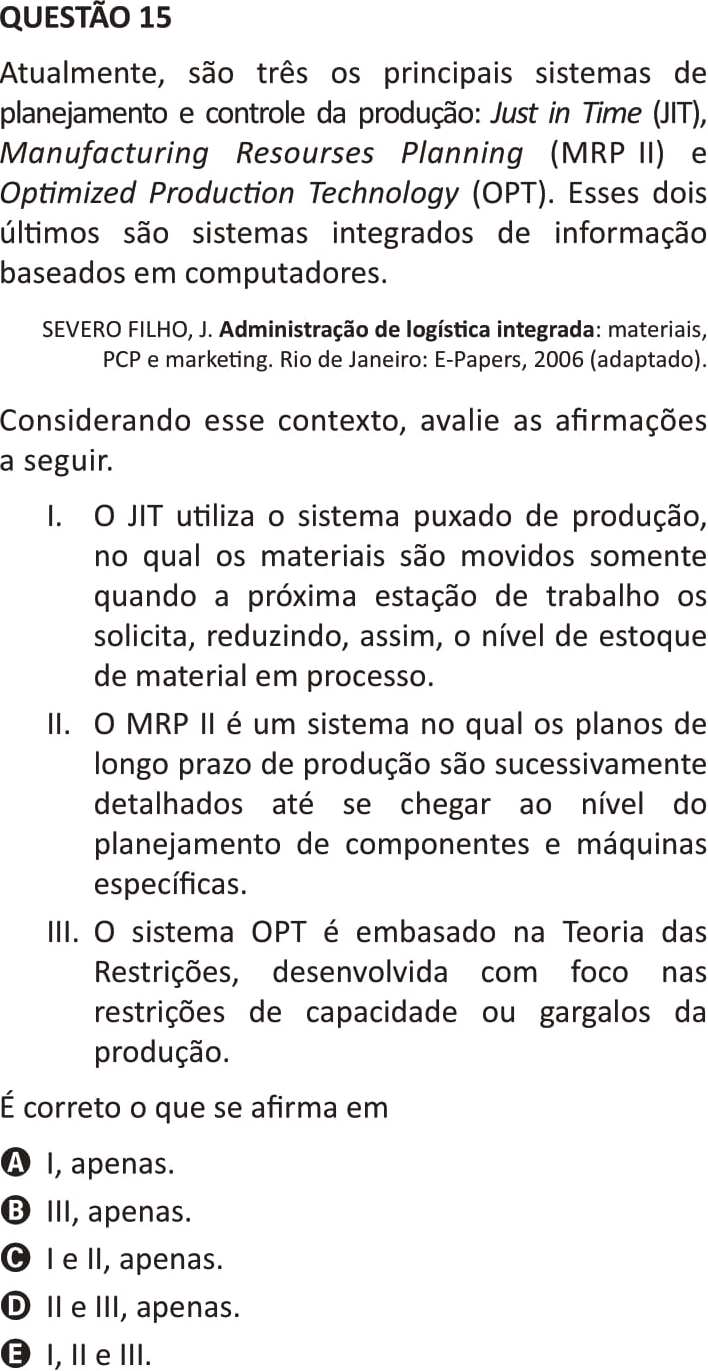 QUESTÃO 15
Atualmente, são três os principais sistemas de
planejamento e controle da produção: Just in Time (JIT),
Manufacturing Resourses Planning (MRP II) e
Optimized Production Technology (OPT). Esses dois
últimos são sistemas integrados de informação
baseados em computadores.
SEVERO FILHO, J. Administração de logística integrada: materiais,
PCP e marketing. Rio de Janeiro: E-Papers, 2006 (adaptado).
Considerando esse contexto, avalie as afirmações
a seguir.
I. O JIT utiliza o sistema puxado de produção,
no qual os materiais são movidos somente
quando a próxima estação de trabalho os
solicita, reduzindo, assim, o nível de estoque
de material em processo.
II. O MRP II é um sistema no qual os planos de
longo prazo de produção são sucessivamente
detalhados até se chegar ao nível do
planejamento de componentes e máquinas
específicas.
III. O sistema OPT é embasado na Teoria das
Restrições, desenvolvida com foco nas
restrições de capacidade ou gargalos da
produção.
É correto o que se afirma em
A I, apenas.
B III, apenas.
C I e II, apenas.
D II e III, apenas.
E I, II e III.